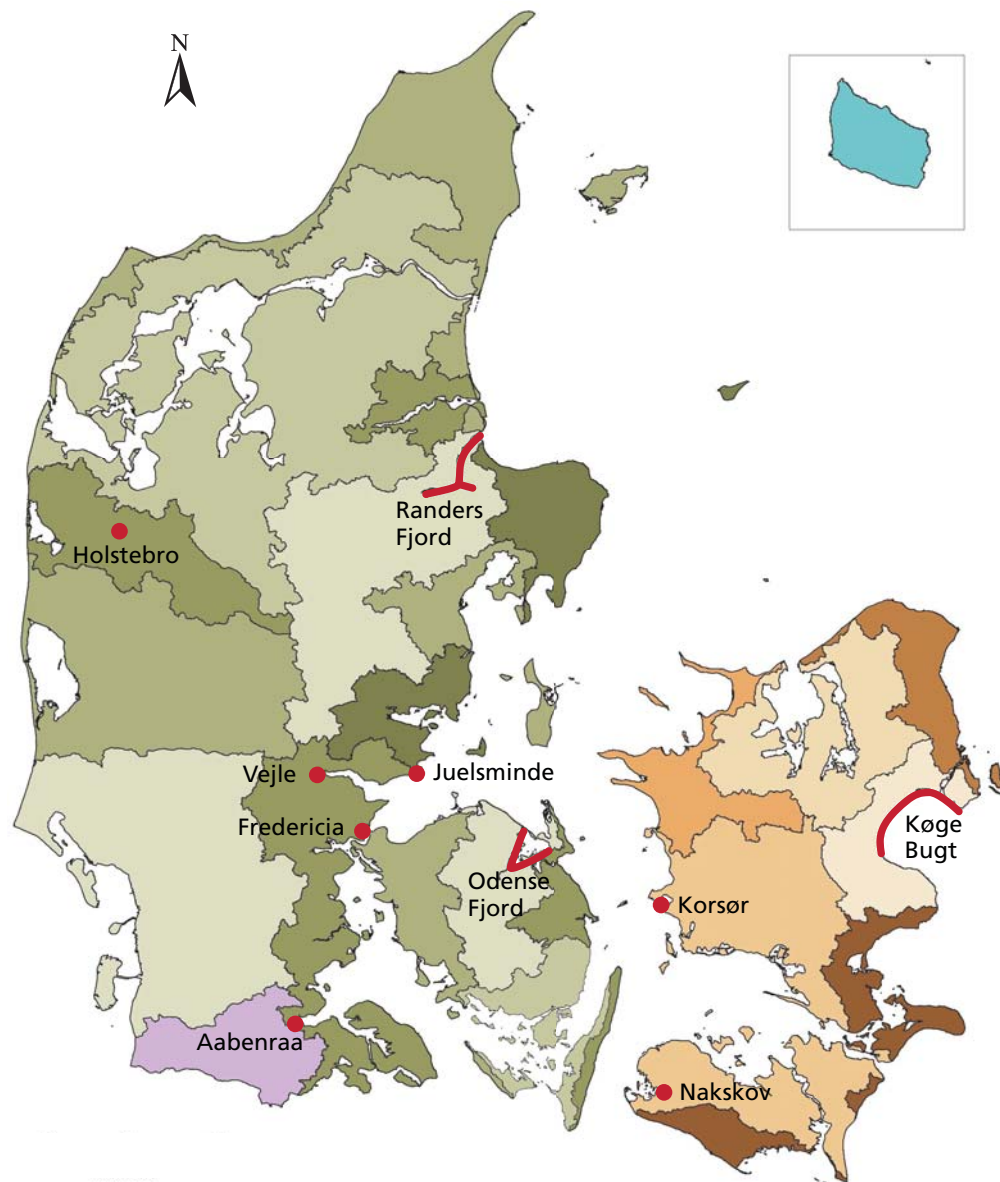 N
Randers
Fjord
Holstebro
Vejle
Juelsminde
Fredericia
Køge
Bugt
Odense
Fjord
Korsør
Aabenraa
Nakskov